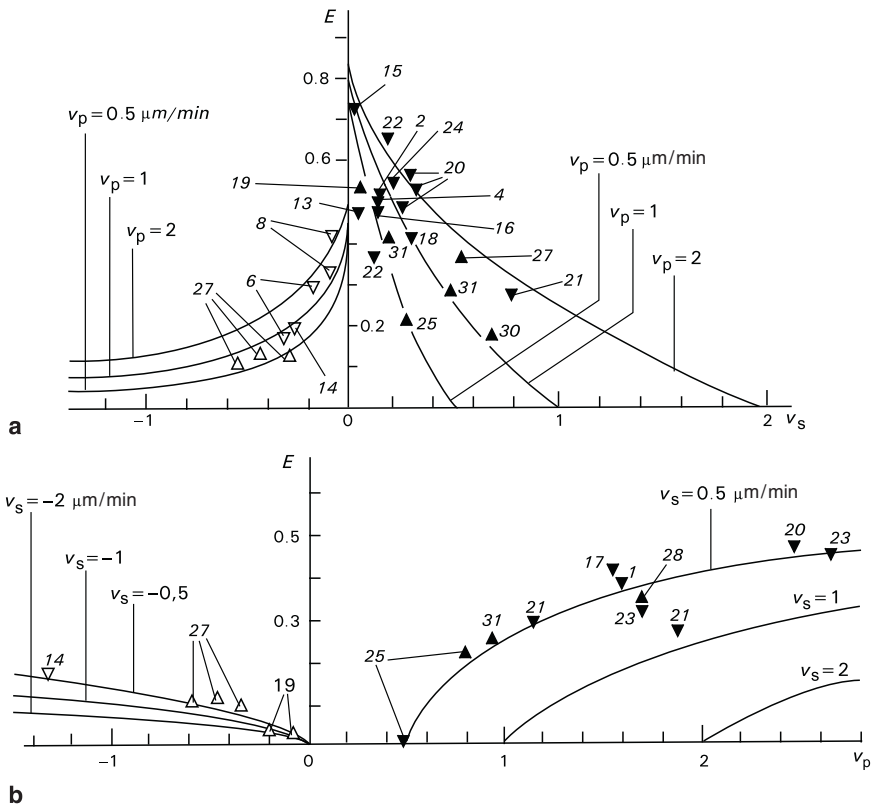 E
0.8
15
v_p=0.5 μm/min
22 2 24
0.6
20
v_p=0.5 μm/min
v_p=1
19
4
13
16
v_p=1
v_p=2
8
18
31
27
v_p=2
22
6
27
31
21
0.2
25
30
14
a
−1 0 1 2 v_s
E
v_s=−2 μm/min
v_s=0.5 μm/min
0.5
20 23
v_s=−1
17 1 28
v_s=−0,5
0.3
31 21 23 21
v_s=1
27
14
25
19
v_s=2
−1 0 1 2 v_p
b